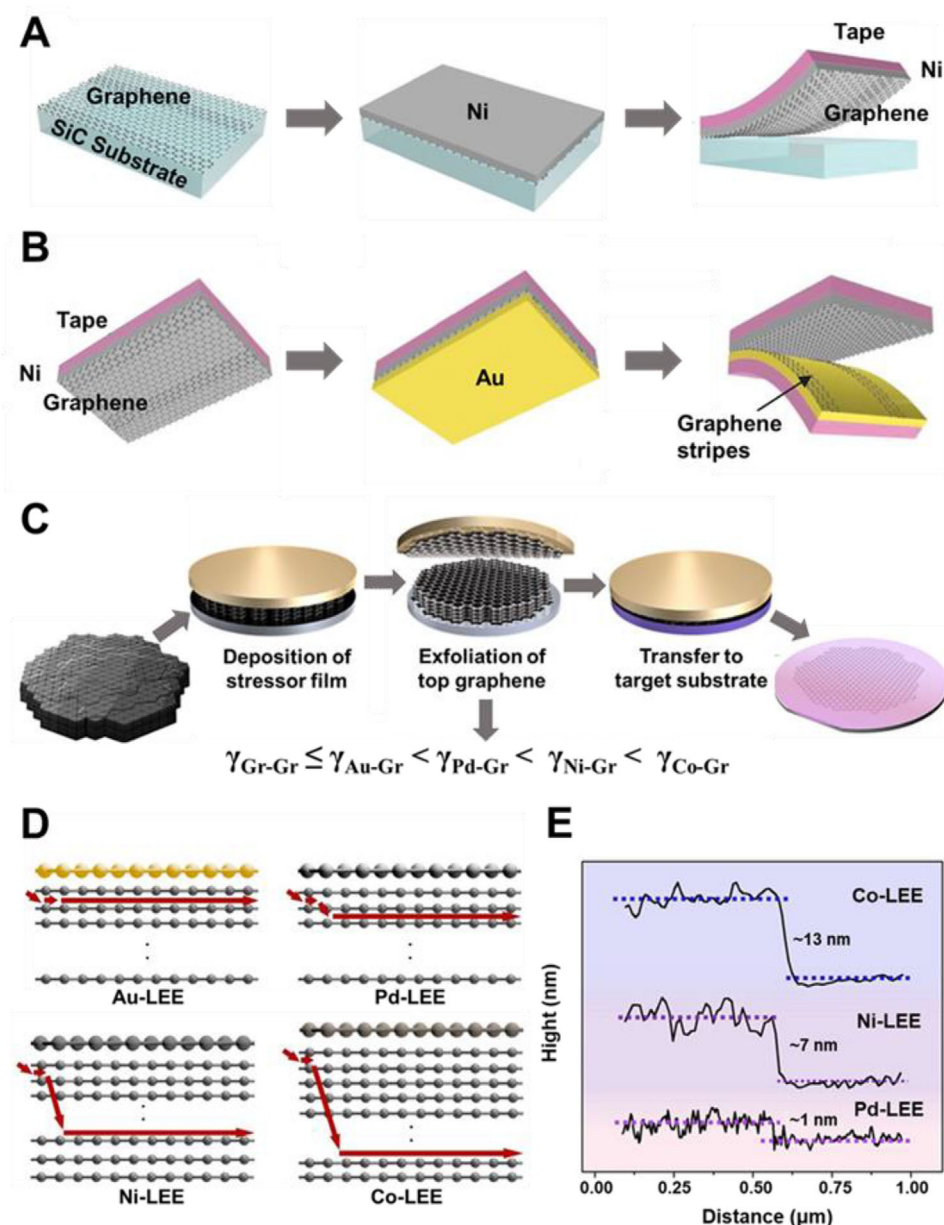 A
Graphene
SiC Substrate
Ni
Tape
Ni
Graphene
B
Tape
Ni
Graphene
Au
Graphene
stripes
C
Deposition of
stressor film
Exfoliation of
top graphene
Transfer to
target substrate
γGr-Gr ≤ γAu-Gr < γPd-Gr < γNi-Gr < γCo-Gr
D
Au-LEE
Pd-LEE
Ni-LEE
Co-LEE
E
Hight (nm)
Co-LEE
~13 nm
Ni-LEE
~7 nm
Pd-LEE
~1 nm
0.00 0.25 0.50 0.75 1.00
Distance (μm)